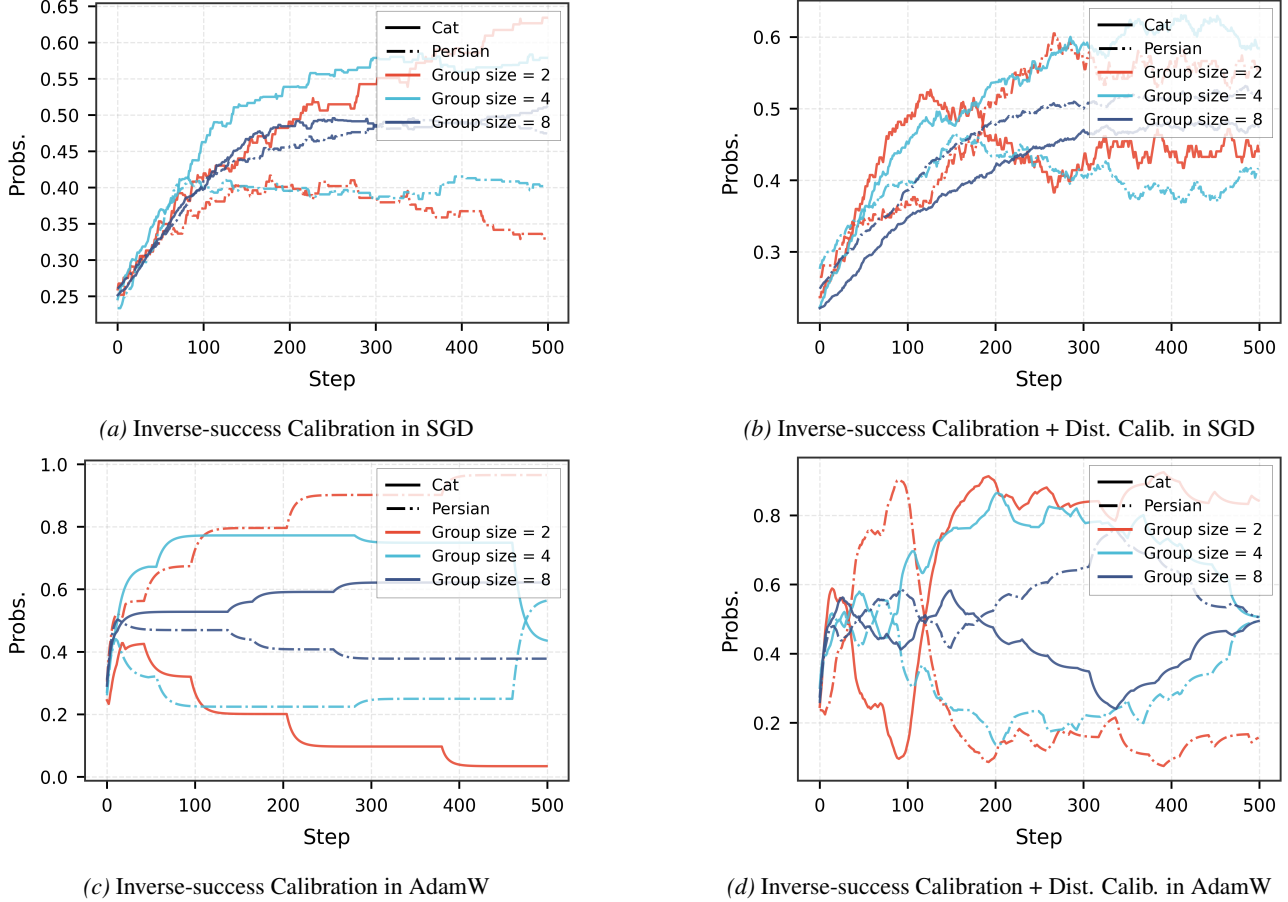 0.65
0.60
0.55
0.50
0.45
0.40
0.35
0.30
0.25
Probs.
0 100 200 300 400 500
Step
Cat
Persian
Group size = 2
Group size = 4
Group size = 8
(a) Inverse-success Calibration in SGD
0.6
0.5
0.4
0.3
Probs.
0 100 200 300 400 500
Step
Cat
Persian
Group size = 2
Group size = 4
Group size = 8
(b) Inverse-success Calibration + Dist. Calib. in SGD
1.0
0.8
0.6
0.4
0.2
0.0
Probs.
0 100 200 300 400 500
Step
Cat
Persian
Group size = 2
Group size = 4
Group size = 8
(c) Inverse-success Calibration in AdamW
0.8
0.6
0.4
0.2
Probs.
0 100 200 300 400 500
Step
Cat
Persian
Group size = 2
Group size = 4
Group size = 8
(d) Inverse-success Calibration + Dist. Calib. in AdamW